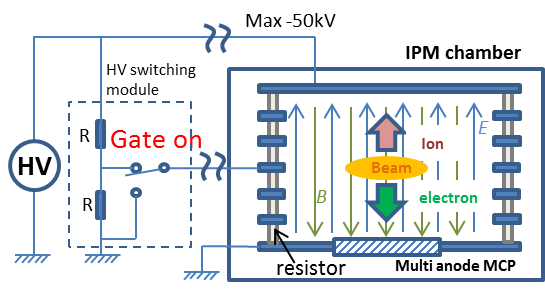 Max -50kV
IPM chamber
HV switching
module
R
Gate on
HV
R
E
Ion
Beam
B
electron
resistor
Multi anode MCP